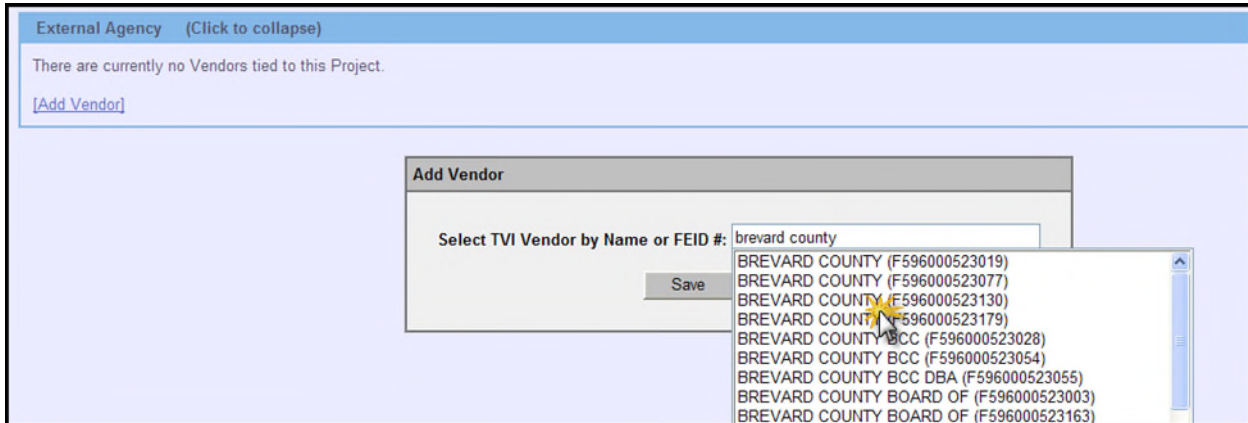 External Agency (Click to collapse)
There are currently no Vendors tied to this Project.
[Add Vendor]
Add Vendor
Select TVI Vendor by Name or FEID #: brevard county
BREVARD COUNTY (F596000523019)
BREVARD COUNTY (F596000523077)
Save
BREVARD COUNTY (F596000523130)
BREVARD COUNTY (F596000523179)
BREVARD COUNTY BCC (F596000523028)
BREVARD COUNTY BCC (F596000523054)
BREVARD COUNTY BCC DBA (F596000523055)
BREVARD COUNTY BOARD OF (F596000523003)
BREVARD COUNTY BOARD OF (F596000523163)